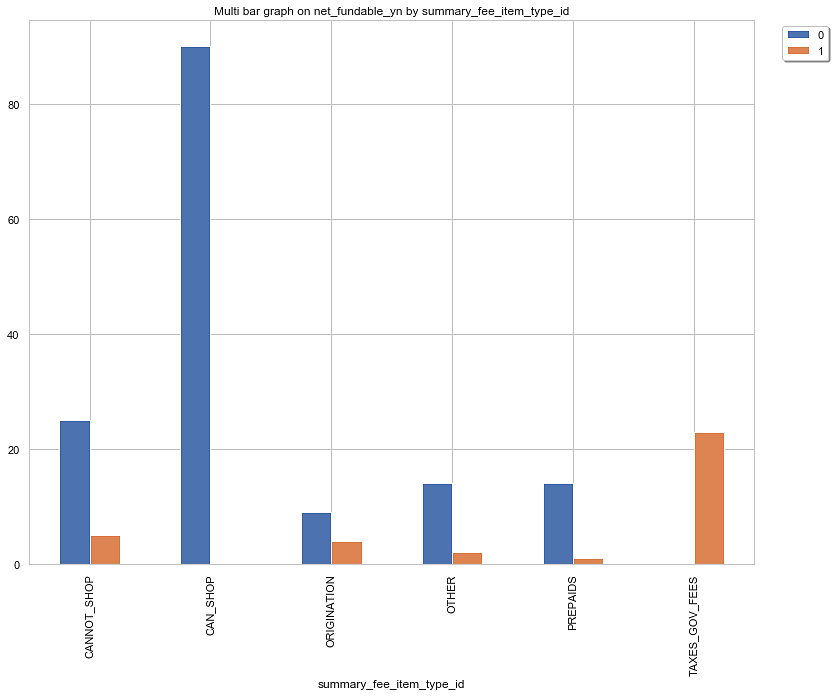 Multi bar graph on net_fundable_yn by summary_fee_item_type_id
0
1
80
60
40
20
0
CANNOT_SHOP
CAN_SHOP
ORIGINATION
OTHER
PREPAIDS
TAXES_GOV_FEES
summary_fee_item_type_id